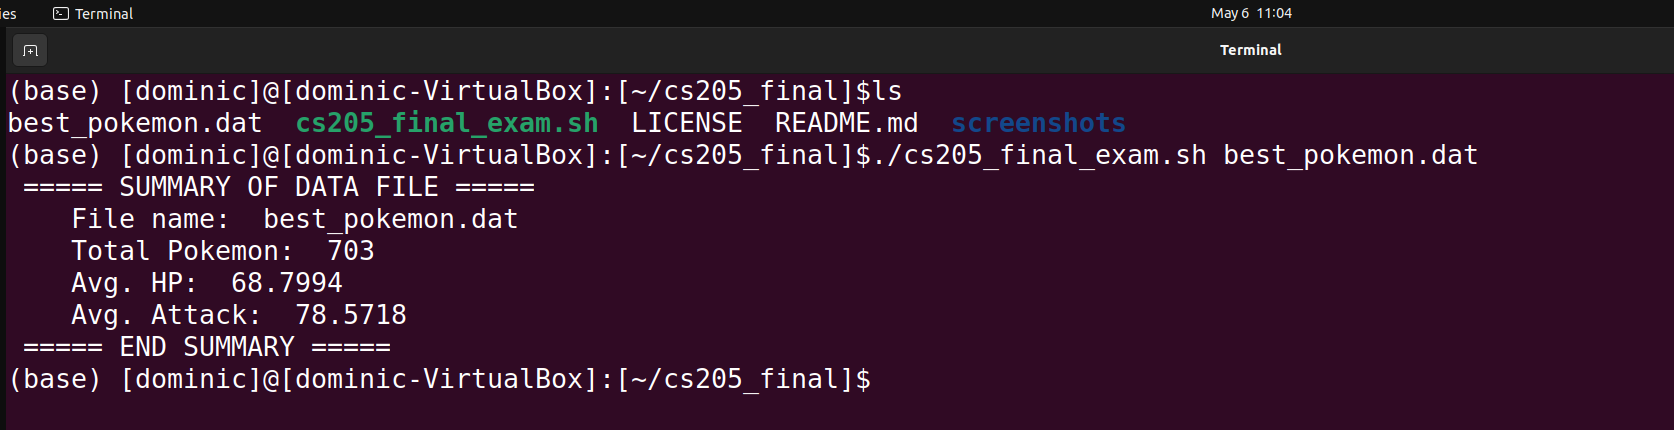 ies Terminal May 6 11:04
Terminal
(base) [dominic]@[dominic-VirtualBox]:[~/cs205_final]$ls
best_pokemon.dat  cs205_final_exam.sh  LICENSE  README.md  screenshots
(base) [dominic]@[dominic-VirtualBox]:[~/cs205_final]$./cs205_final_exam.sh best_pokemon.dat
 ===== SUMMARY OF DATA FILE =====
    File name:  best_pokemon.dat
    Total Pokemon:  703
    Avg. HP:  68.7994
    Avg. Attack:  78.5718
 ===== END SUMMARY =====
(base) [dominic]@[dominic-VirtualBox]:[~/cs205_final]$